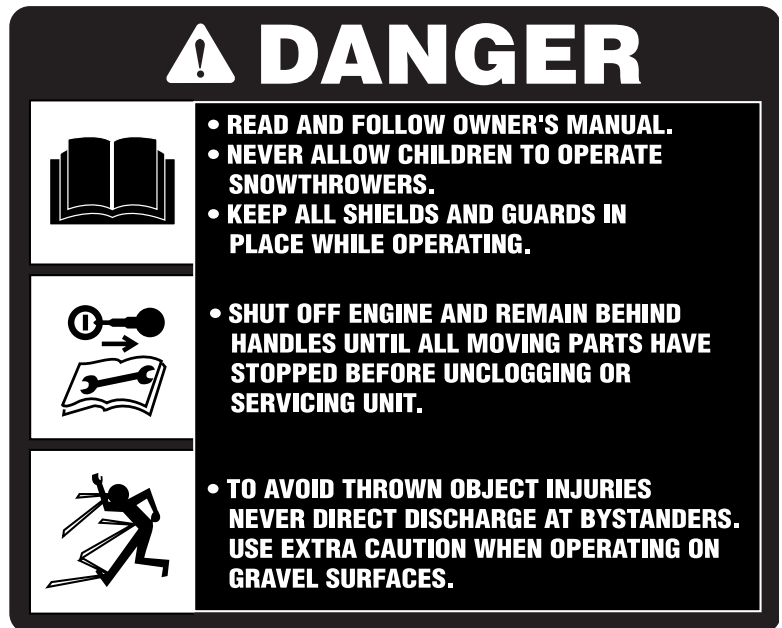 DANGER
• READ AND FOLLOW OWNER'S MANUAL.
• NEVER ALLOW CHILDREN TO OPERATE
SNOWTHROWERS.
• KEEP ALL SHIELDS AND GUARDS IN
PLACE WHILE OPERATING.
• SHUT OFF ENGINE AND REMAIN BEHIND
HANDLES UNTIL ALL MOVING PARTS HAVE
STOPPED BEFORE UNCLOGGING OR
SERVICING UNIT.
• TO AVOID THROWN OBJECT INJURIES
NEVER DIRECT DISCHARGE AT BYSTANDERS.
USE EXTRA CAUTION WHEN OPERATING ON
GRAVEL SURFACES.